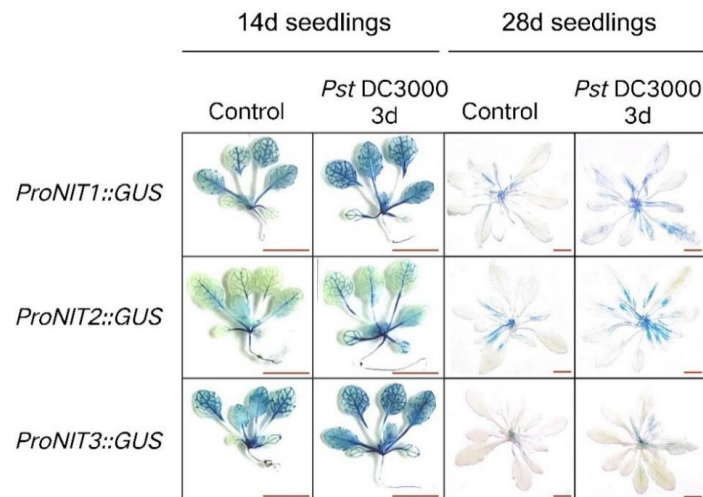 14d seedlings 28d seedlings
Control Pst DC3000 3d Control Pst DC3000 3d
ProNIT1::GUS
ProNIT2::GUS
ProNIT3::GUS